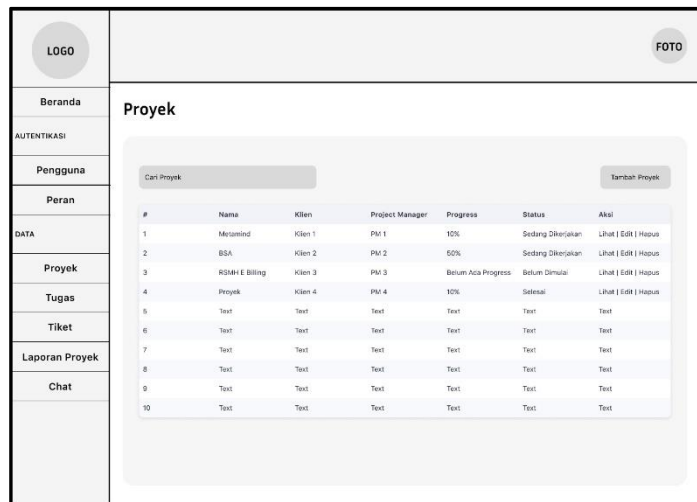 LOGO
FOTO
Beranda
AUTENTIKASI
Pengguna
Peran
DATA
Proyek
Tugas
Tiket
Laporan Proyek
Chat
Proyek
Cari Proyek
Tambah Proyek
# Nama Klien Project Manager Progress Status Aksi
1 Metamind Klien 1 PM 1 10% Sedang Dikerjakan Lihat | Edit | Hapus
2 BSA Klien 2 PM 2 50% Sedang Dikerjakan Lihat | Edit | Hapus
3 RSMH E Billing Klien 3 PM 3 Belum Ada Progress Belum Dimulai Lihat | Edit | Hapus
4 Proyek Klien 4 PM 4 10% Selesai Lihat | Edit | Hapus
5 Text Text Text Text Text Text
6 Text Text Text Text Text Text
7 Text Text Text Text Text Text
8 Text Text Text Text Text Text
9 Text Text Text Text Text Text
10 Text Text Text Text Text Text